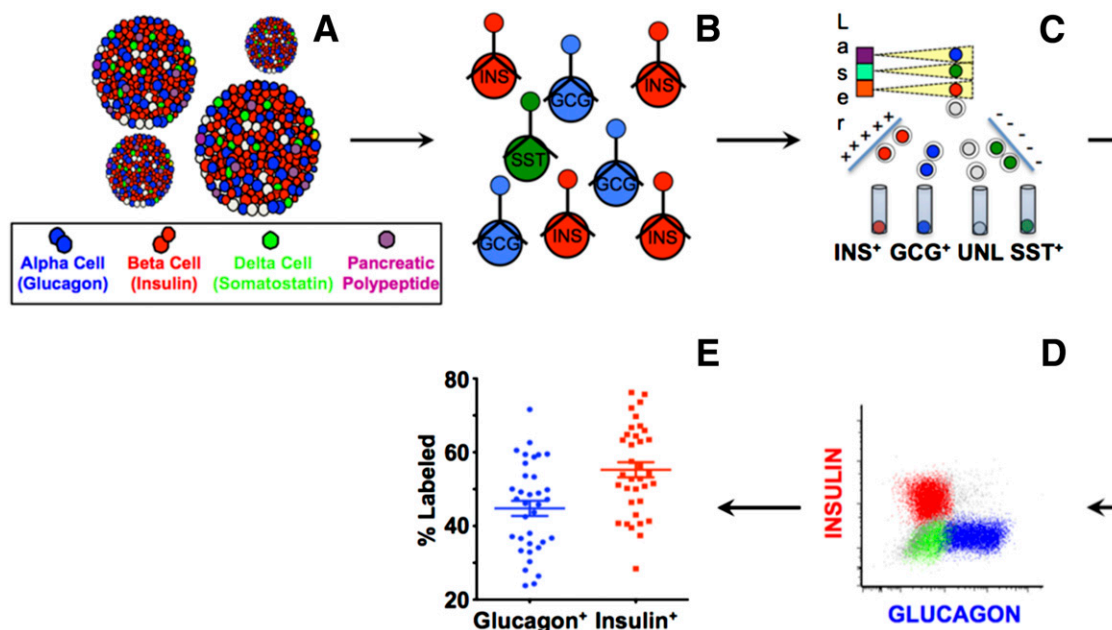 A
B
C
Laser
INS
GCG
INS
SST
GCG
GCG
INS
INS
+ + + + +
- - - - -
INS⁺ GCG⁺ UNL SST⁺
Alpha Cell
(Glucagon)
Beta Cell
(Insulin)
Delta Cell
(Somatostatin)
Pancreatic
Polypeptide
E
D
% Labeled
80
60
40
20
Glucagon⁺ Insulin⁺
INSULIN
GLUCAGON